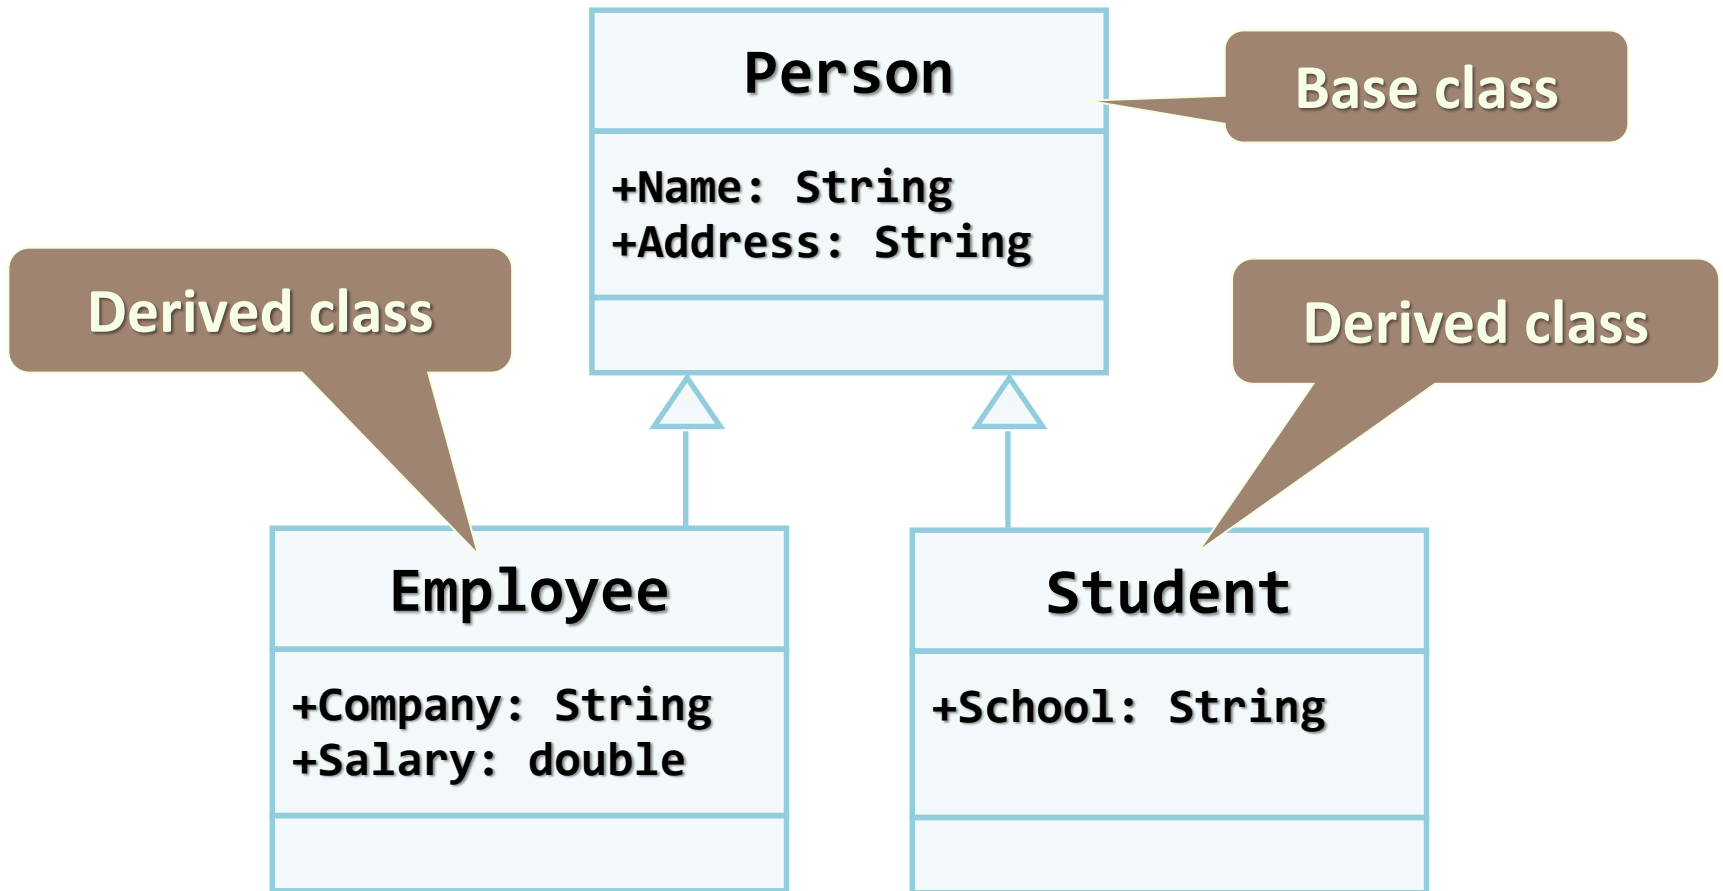 Person
Base class
+Name: String
+Address: String
Derived class
Derived class
Employee
Student
+Company: String
+Salary: double
+School: String